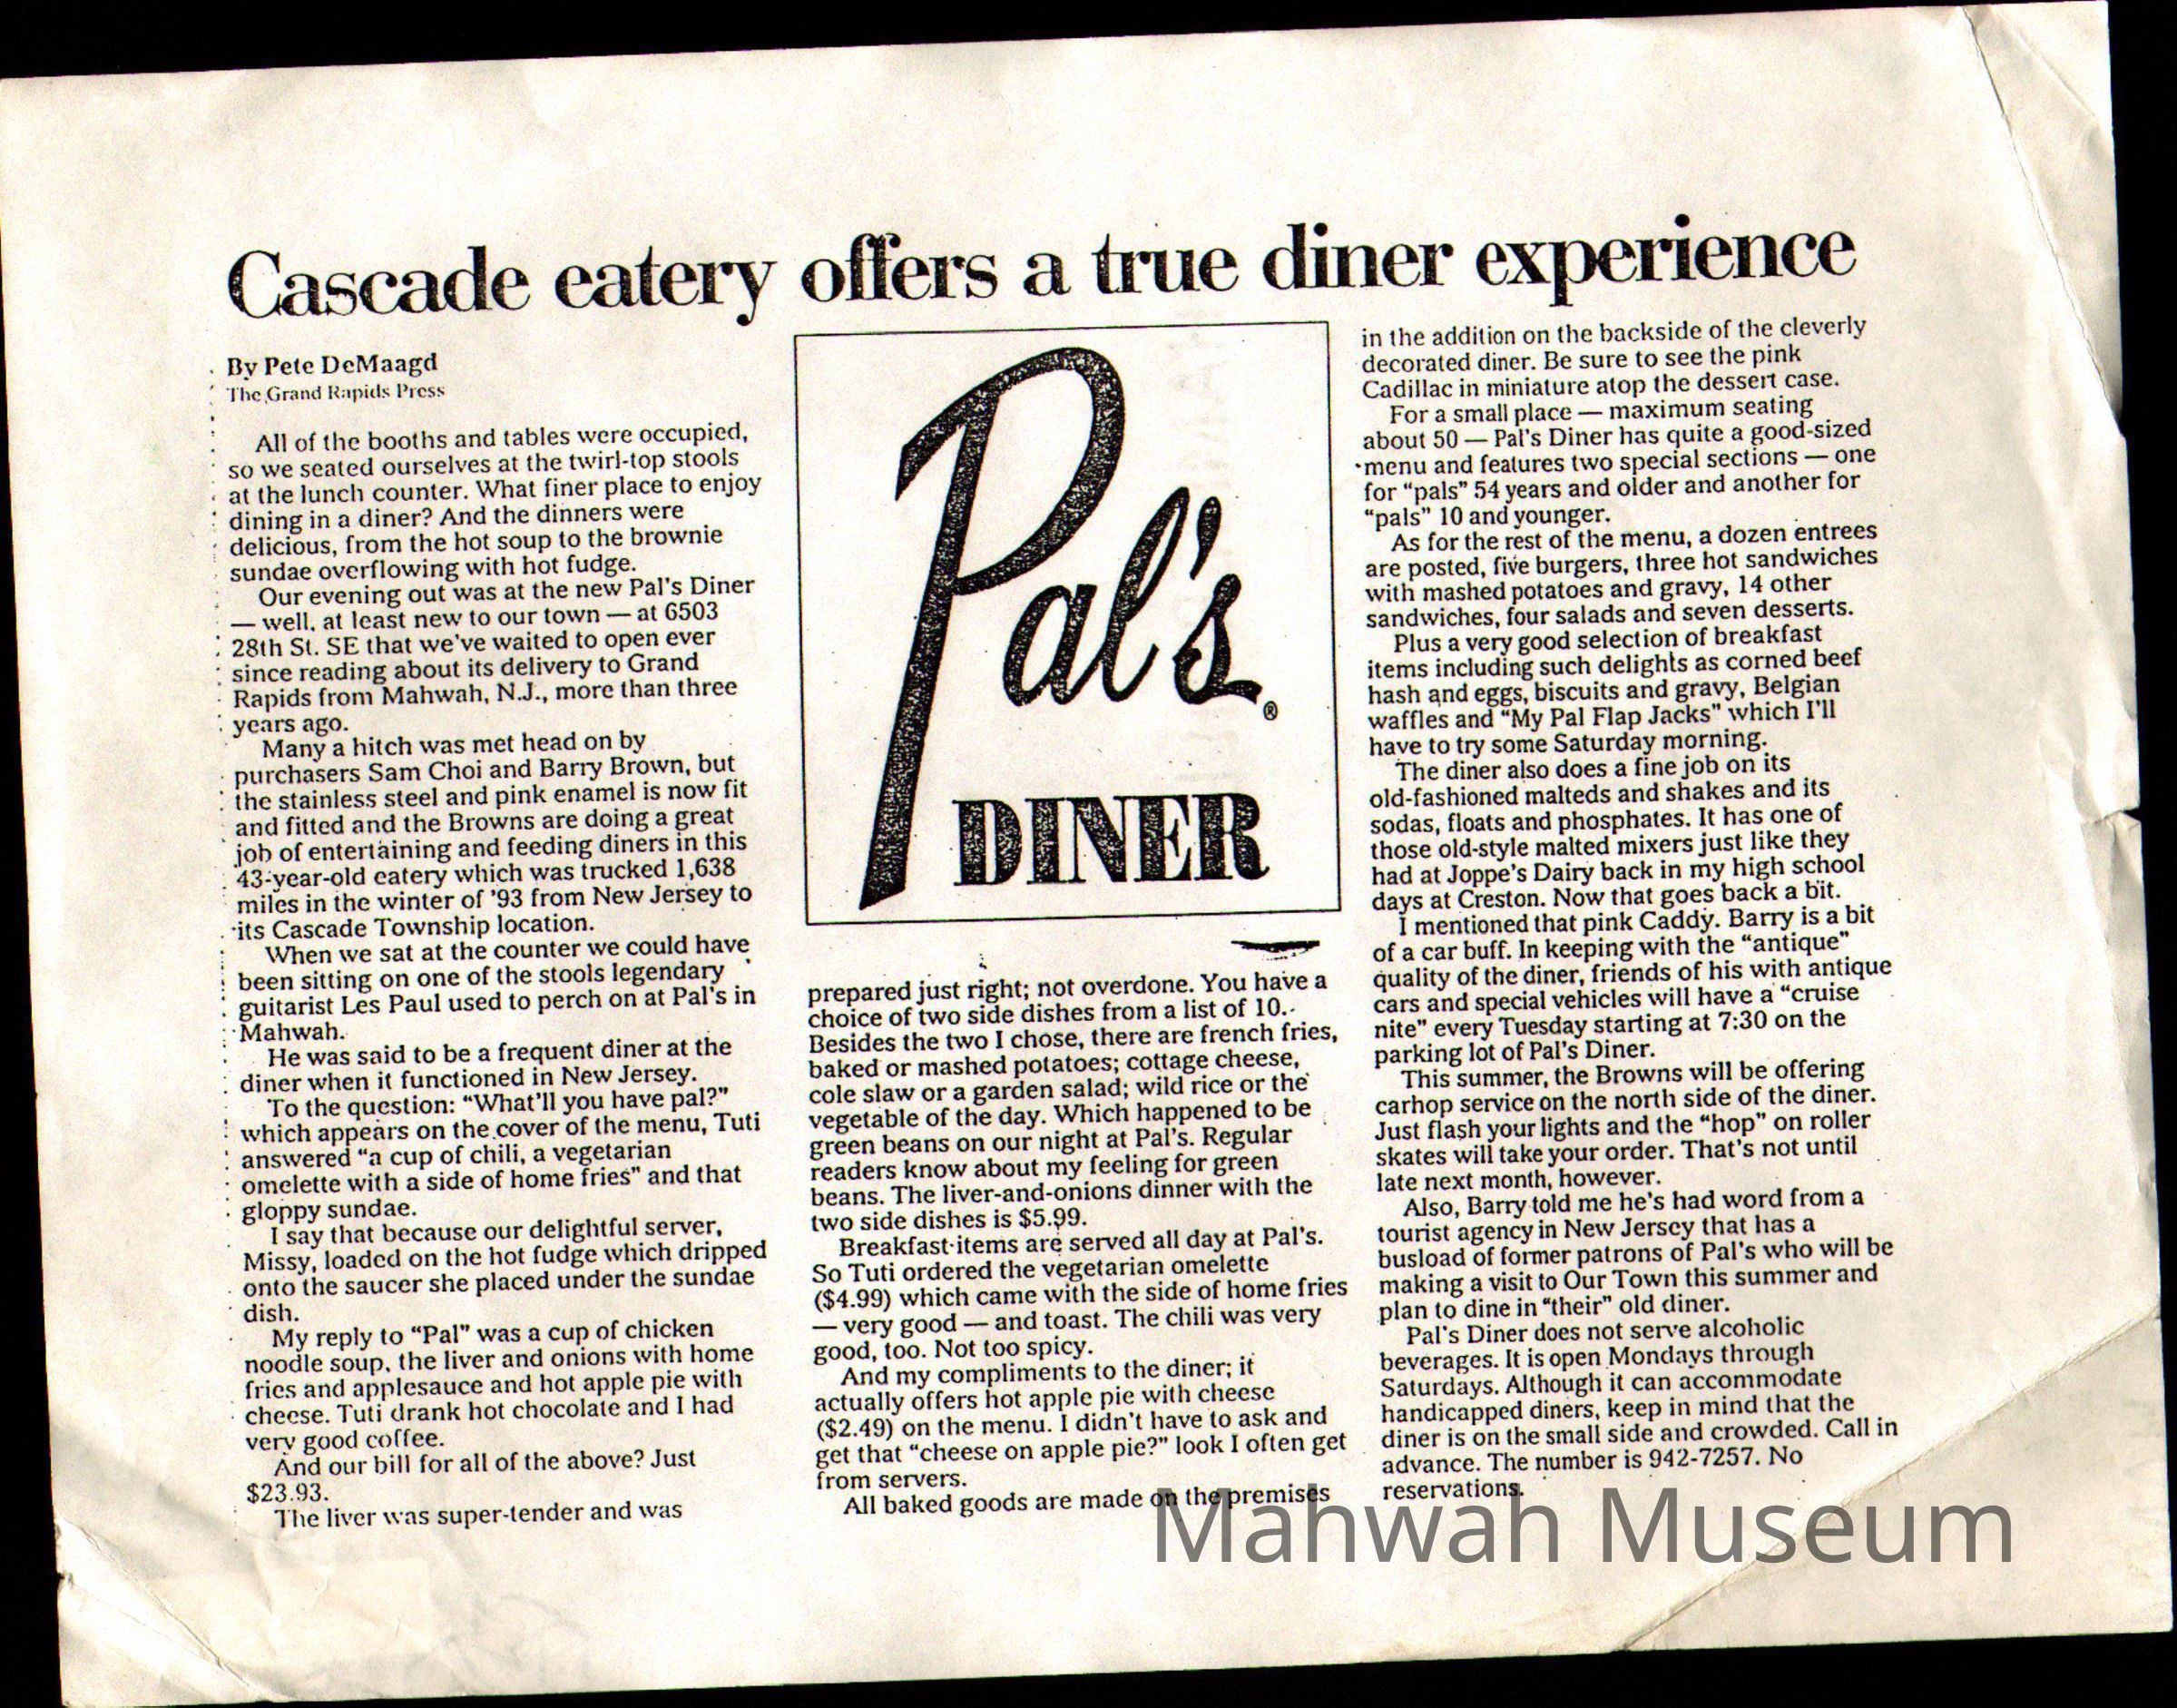 Cascade eatery offers a true diner experience
By Pete DeMaagd
The Grand Rapids Press
All of the booths and tables were occupied,
so we seated ourselves at the twirl-top stools
at the lunch counter. What finer place to enjoy
dining in a diner? And the dinners were
delicious, from the hot soup to the brownie
sundae overflowing with hot fudge.
Our evening out was at the new Pal's Diner
— well, at least new to our town — at 6503
28th St. SE that we've waited to open ever
since reading about its delivery to Grand
Rapids from Mahwah, N.J., more than three
years ago.
Many a hitch was met head on by
purchasers Sam Choi and Barry Brown, but
the stainless steel and pink enamel is now fit
and fitted and the Browns are doing a great
job of entertaining and feeding diners in this
43-year-old eatery which was trucked 1,638
miles in the winter of '93 from New Jersey to
its Cascade Township location.
When we sat at the counter we could have
been sitting on one of the stools legendary
guitarist Les Paul used to perch on at Pal's in
Mahwah.
He was said to be a frequent diner at the
diner when it functioned in New Jersey.
To the question: "What'll you have pal?"
which appears on the cover of the menu, Tuti
answered "a cup of chili, a vegetarian
omelette with a side of home fries" and that
gloppy sundae.
I say that because our delightful server,
Missy, loaded on the hot fudge which dripped
onto the saucer she placed under the sundae
dish.
My reply to "Pal" was a cup of chicken
noodle soup, the liver and onions with home
fries and applesauce and hot apple pie with
cheese. Tuti drank hot chocolate and I had
very good coffee.
And our bill for all of the above? Just
$23.93.
The liver was super-tender and was
Pal's®
DINER
prepared just right; not overdone. You have a
choice of two side dishes from a list of 10.
Besides the two I chose, there are french fries,
baked or mashed potatoes; cottage cheese,
cole slaw or a garden salad; wild rice or the
vegetable of the day. Which happened to be
green beans on our night at Pal's. Regular
readers know about my feeling for green
beans. The liver-and-onions dinner with the
two side dishes is $5.99.
Breakfast items are served all day at Pal's.
So Tuti ordered the vegetarian omelette
($4.99) which came with the side of home fries
— very good — and toast. The chili was very
good, too. Not too spicy.
And my compliments to the diner; it
actually offers hot apple pie with cheese
($2.49) on the menu. I didn't have to ask and
get that "cheese on apple pie?" look I often get
from servers.
All baked goods are made on the premises
in the addition on the backside of the cleverly
decorated diner. Be sure to see the pink
Cadillac in miniature atop the dessert case.
For a small place — maximum seating
about 50 — Pal's Diner has quite a good-sized
menu and features two special sections — one
for "pals" 54 years and older and another for
"pals" 10 and younger.
As for the rest of the menu, a dozen entrees
are posted, five burgers, three hot sandwiches
with mashed potatoes and gravy, 14 other
sandwiches, four salads and seven desserts.
Plus a very good selection of breakfast
items including such delights as corned beef
hash and eggs, biscuits and gravy, Belgian
waffles and "My Pal Flap Jacks" which I'll
have to try some Saturday morning.
The diner also does a fine job on its
old-fashioned malteds and shakes and its
sodas, floats and phosphates. It has one of
those old-style malted mixers just like they
had at Joppe's Dairy back in my high school
days at Creston. Now that goes back a bit.
I mentioned that pink Caddy. Barry is a bit
of a car buff. In keeping with the "antique"
quality of the diner, friends of his with antique
cars and special vehicles will have a "cruise
nite" every Tuesday starting at 7:30 on the
parking lot of Pal's Diner.
This summer, the Browns will be offering
carhop service on the north side of the diner.
Just flash your lights and the "hop" on roller
skates will take your order. That's not until
late next month, however.
Also, Barry told me he's had word from a
tourist agency in New Jersey that has a
busload of former patrons of Pal's who will be
making a visit to Our Town this summer and
plan to dine in "their" old diner.
Pal's Diner does not serve alcoholic
beverages. It is open Mondays through
Saturdays. Although it can accommodate
handicapped diners, keep in mind that the
diner is on the small side and crowded. Call in
advance. The number is 942-7257. No
reservations.
Mahwah Museum